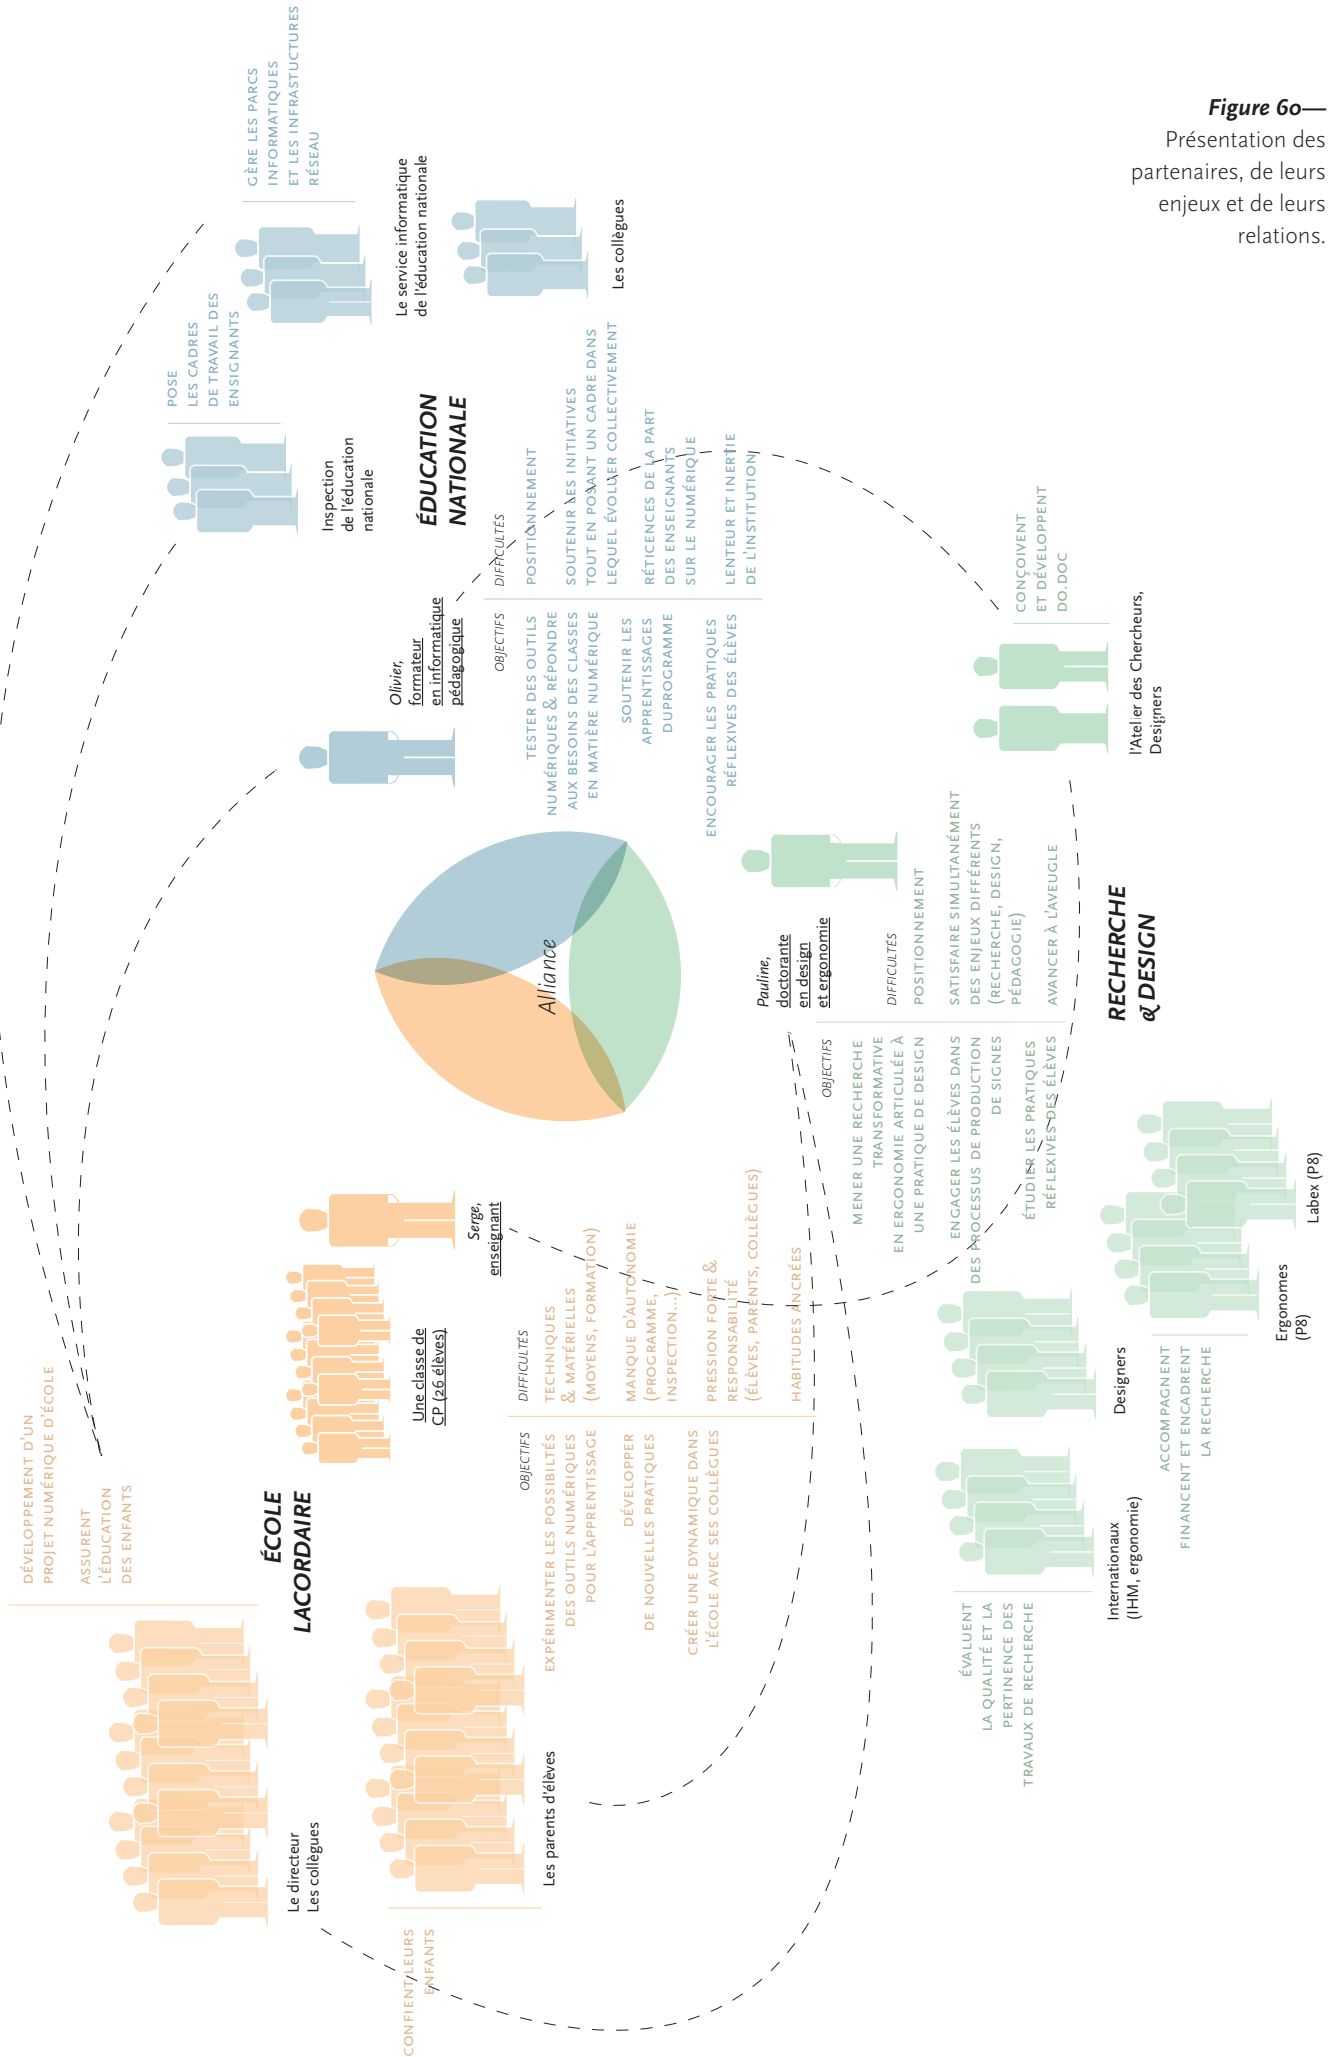 Figure 60—
Présentation des
partenaires, de leurs
enjeux et de leurs
relations.
DÉVELOPPEMENT D'UN
PROJET NUMÉRIQUE D'ÉCOLE
ASSURENT
L'ÉDUCATION
DES ENFANTS
Le directeur
Les collègues
ÉCOLE
LACORDAIRE
CONFIENT LEURS
ENFANTS
Les parents d'élèves
Une classe de
CP (26 élèves)
Serge,
enseignant
OBJECTIFS
EXPÉRIMENTER LES POSSIBILTÉS
DES OUTILS NUMÉRIQUES
POUR L'APPRENTISSAGE
DÉVELOPPER
DE NOUVELLES PRATIQUES
CRÉER UNE DYNAMIQUE DANS
L'ÉCOLE AVEC SES COLLÈGUES
DIFFICULTÉS
TECHNIQUES
& MATÉRIELLES
(MOYENS, FORMATION)
MANQUE D'AUTONOMIE
(PROGRAMME,
INSPECTION...)
PRESSION FORTE &
RESPONSABILITÉ
(ÉLÈVES, PARENTS, COLLÈGUES)
HABITUDES ANCRÉES
Alliance
POSE
LES CADRES
DE TRAVAIL DES
ENSIGNANTS
Inspection
de l'éducation
nationale
GÈRE LES PARCS
INFORMATIQUES
ET LES INFRASTUCTURES
RÉSEAU
Le service informatique
de l'éducation nationale
Les collègues
ÉDUCATION
NATIONALE
Olivier,
formateur
en informatique
pédagogique
OBJECTIFS
TESTER DES OUTILS
NUMÉRIQUES & RÉPONDRE
AUX BESOINS DES CLASSES
EN MATIÈRE NUMÉRIQUE
SOUTENIR LES
APPRENTISSAGES
DUPROGRAMME
ENCOURAGER LES PRATIQUES
RÉFLEXIVES DES ÉLÈVES
DIFFICULTÉS
POSITIONNEMENT
SOUTENIR LES INITIATIVES
TOUT EN POSANT UN CADRE DANS
LEQUEL ÉVOLUER COLLECTIVEMENT
RÉTICENCES DE LA PART
DES ENSEIGNANTS
SUR LE NUMÉRIQUE
LENTEUR ET INERTIE
DE L'INSTITUTION
Pauline,
doctorante
en design
et ergonomie
OBJECTIFS
MENER UNE RECHERCHE
TRANSFORMATIVE
EN ERGONOMIE ARTICULÉE À
UNE PRATIQUE DE DESIGN
ENGAGER LES ÉLÈVES DANS
DES PROCESSUS DE PRODUCTION
DE SIGNES
ÉTUDIER LES PRATIQUES
RÉFLEXIVES DES ÉLÈVES
DIFFICULTÉS
POSITIONNEMENT
SATISFAIRE SIMULTANÉMENT
DES ENJEUX DIFFÉRENTS
(RECHERCHE, DESIGN,
PÉDAGOGIE)
AVANCER À L'AVEUGLE
RECHERCHE
& DESIGN
CONÇOIVENT
ET DÉVELOPPENT
DO.DOC
l'Atelier des Chercheurs,
Designers
ÉVALUENT
LA QUALITÉ ET LA
PERTINENCE DES
TRAVAUX DE RECHERCHE
Internationaux
(IHM, ergonomie)
Designers
ACCOMPAGNENT
FINANCENT ET ENCADRENT
LA RECHERCHE
Ergonomes
(P8)
Labex (P8)